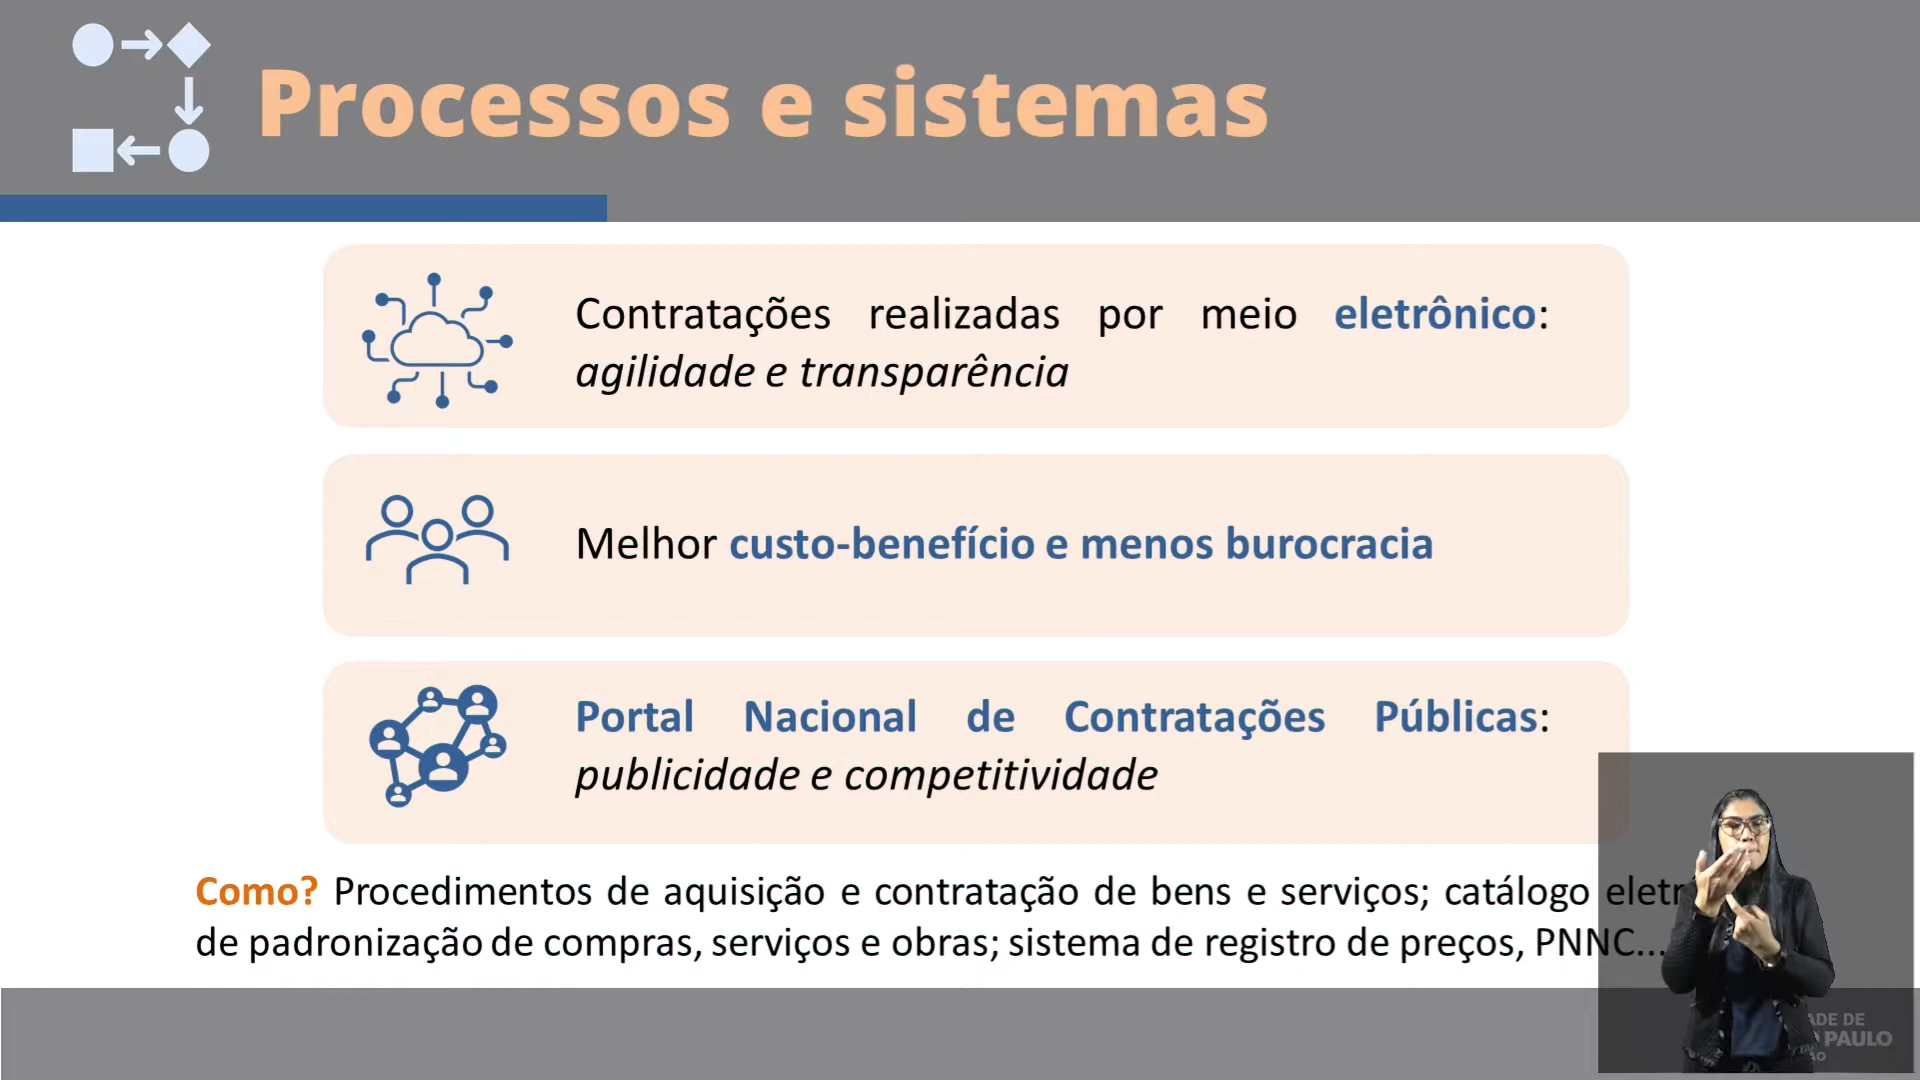 Processos e sistemas
Contratações realizadas por meio eletrônico:
agilidade e transparência
Melhor custo-benefício e menos burocracia
Portal Nacional de Contratações Públicas:
publicidade e competitividade
Como? Procedimentos de aquisição e contratação de bens e serviços; catálogo
de padronização de compras, serviços e obras; sistema de registro de preços, PNNC...
DE
PAULO